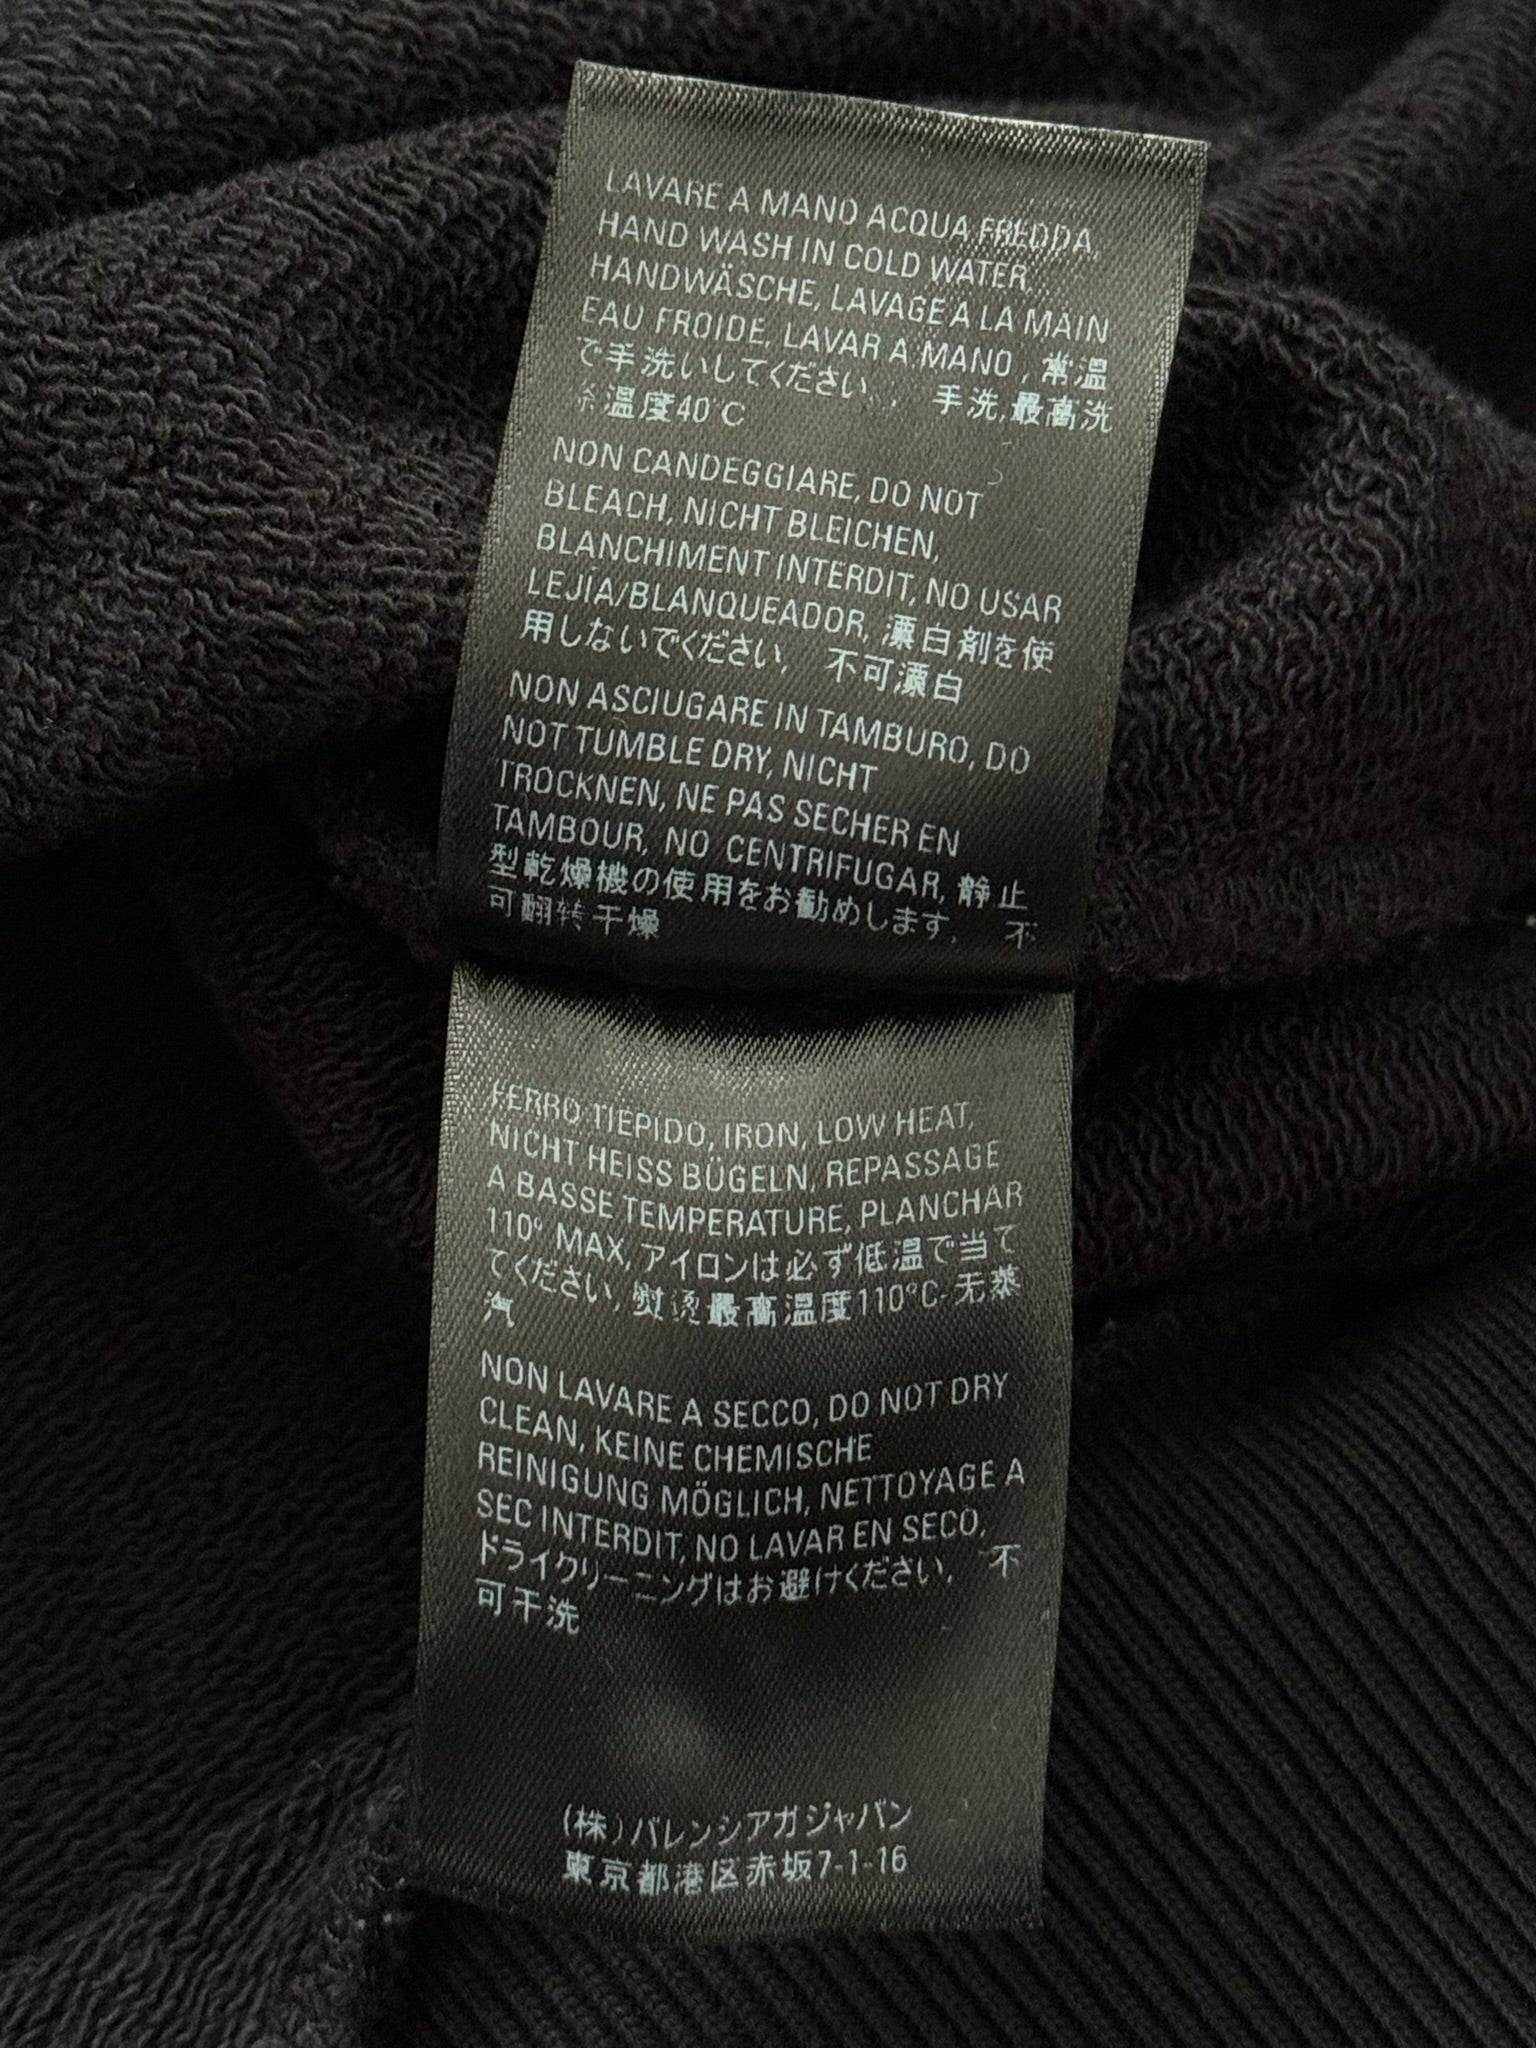 LAVARE A MANO ACQUA FREDDA,
HAND WASH IN COLD WATER,
HANDWÄSCHE, LAVAGE A LA MAIN
EAU FROIDE, LAVAR A MANO, 常温
で手洗いしてください, 手洗,最高洗
温度40°C
NON CANDEGGIARE, DO NOT
BLEACH, NICHT BLEICHEN,
BLANCHIMENT INTERDIT, NO USAR
LEJÍA/BLANQUEADOR, 漂白剤を使
用しないでください, 不可漂白
NON ASCIUGARE IN TAMBURO, DO
NOT TUMBLE DRY, NICHT
TROCKNEN, NE PAS SECHER EN
TAMBOUR, NO CENTRIFUGAR, 静止
型乾燥機の使用をお勧めします, 不
可翻转干燥
FERRO TIEPIDO, IRON, LOW HEAT,
NICHT HEISS BÜGELN, REPASSAGE
A BASSE TEMPERATURE, PLANCHAR
110° MAX, アイロンは必ず低温で当て
てください, 熨烫最高温度110°C-无蒸
汽
NON LAVARE A SECCO, DO NOT DRY
CLEAN, KEINE CHEMISCHE
REINIGUNG MÖGLICH, NETTOYAGE A
SEC INTERDIT, NO LAVAR EN SECO,
ドライクリーニングはお避けください, 不
可干洗
(株)バレンシアガジャパン
東京都港区赤坂7-1-16